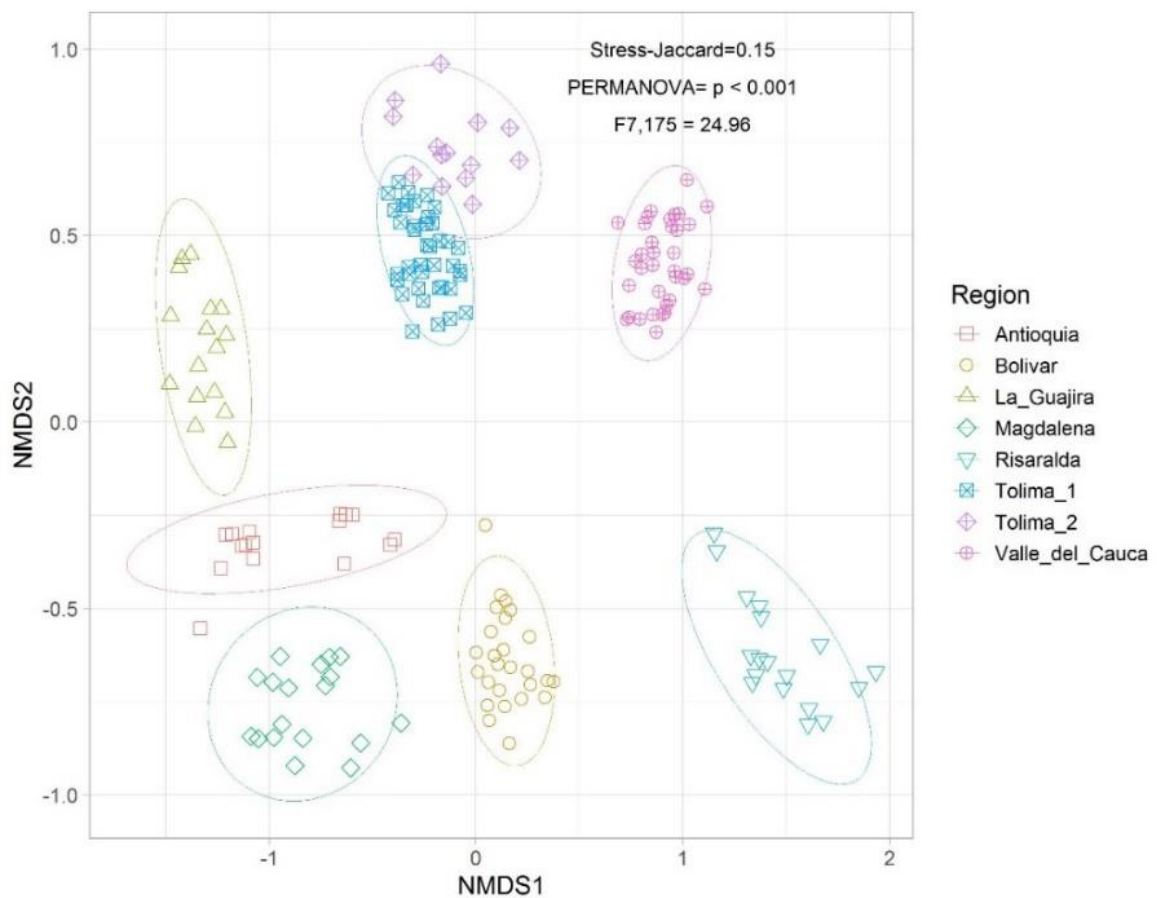 Stress-Jaccard=0.15
PERMANOVA= p < 0.001
F7,175 = 24.96
1.0
0.5
0.0
-0.5
-1.0
NMDS2
-1
0
1
2
NMDS1
Region
Antioquia
Bolivar
La_Guajira
Magdalena
Risaralda
Tolima_1
Tolima_2
Valle_del_Cauca